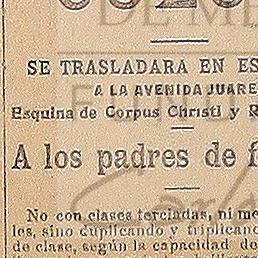 SE TRASLADARA EN ES
A LA AVENIDA JUARE
Esquina de Corpus Christi y R
A los padres de f
No con clases terciadas, ni me
les, sino duplicando y triplicando
de clase, según la capacidad de